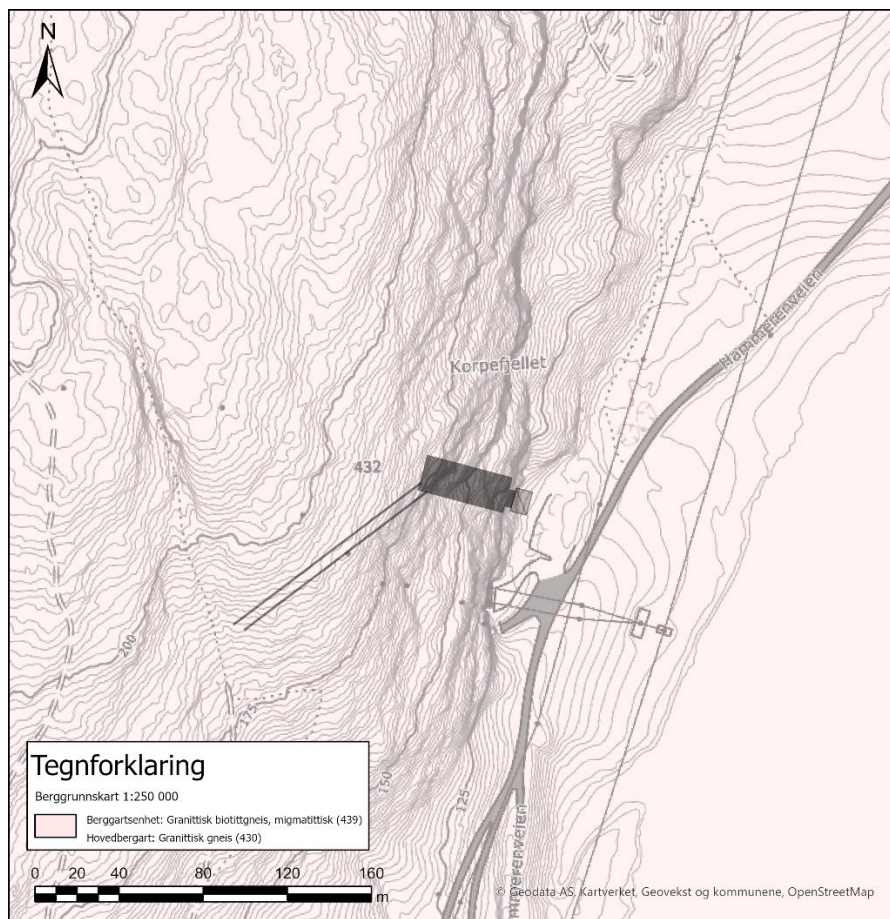 N
Hammerenveien
Korpefjellet
432
200
175
150
125
Tegnforklaring
Berggrunnskart 1:250 000
Berggartsenhet: Granittisk biotittgneis, migmatittisk (439)
Hovedbergart: Granittisk gneis (430)
0 20 40 80 120 160
m
© Geodata AS, Kartverket, Geovekst og kommunene, OpenStreetMap